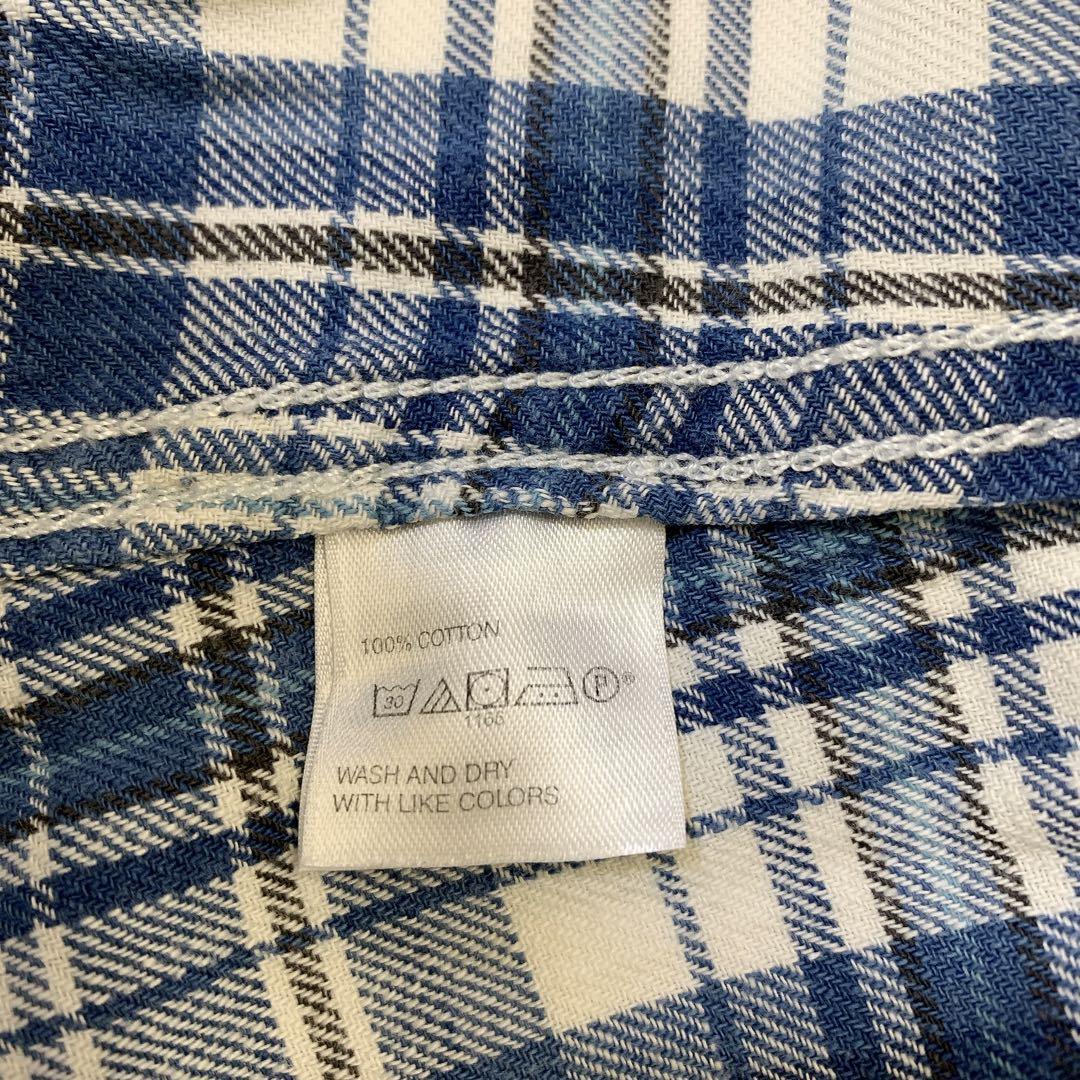 100% COTTON
30 P®
1166
WASH AND DRY
WITH LIKE COLORS